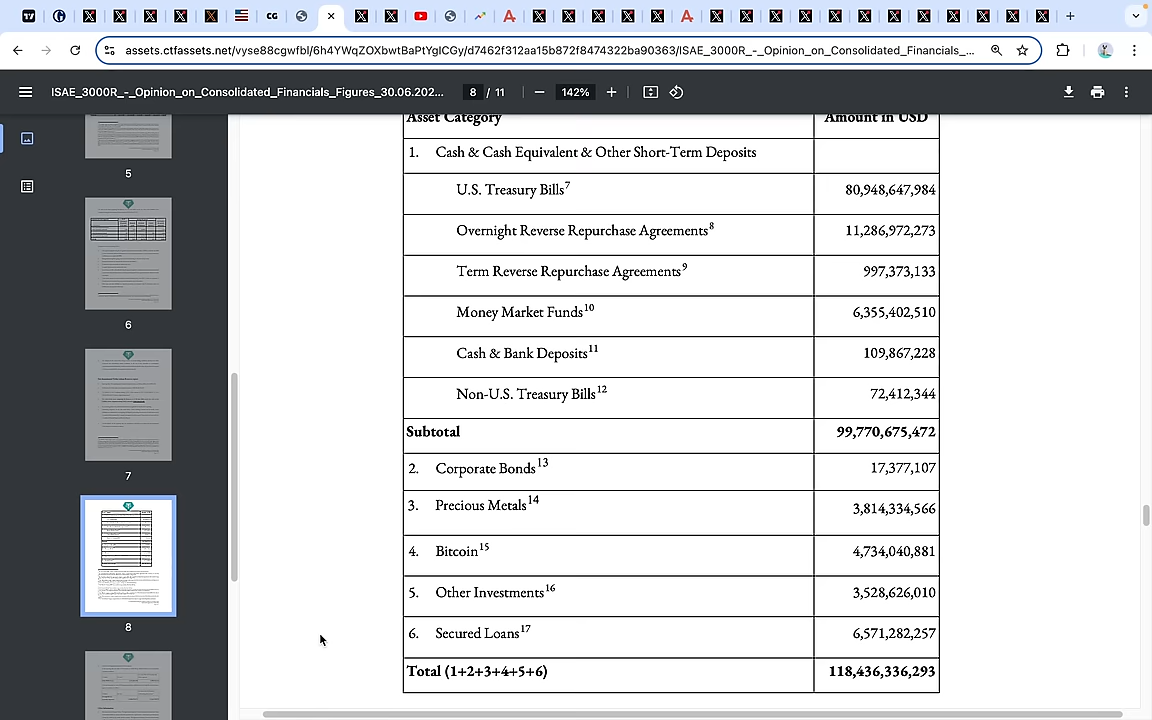 CG
assets.ctfassets.net/vyse88cgwfbl/6h4YWqZOXbwtBaPtYglCGy/d7462f312aa15b872f8474322ba90363/ISAE_3000R_-_Opinion_on_Consolidated_Financials_...
ISAE_3000R_-_Opinion_on_Consolidated_Financials_Figures_30.06.202...
8 / 11
142%
5
6
7
8
Asset Category Amount in USD
1. Cash & Cash Equivalent & Other Short-Term Deposits
U.S. Treasury Bills7 80,948,647,984
Overnight Reverse Repurchase Agreements8 11,286,972,273
Term Reverse Repurchase Agreements9 997,373,133
Money Market Funds10 6,355,402,510
Cash & Bank Deposits11 109,867,228
Non-U.S. Treasury Bills12 72,412,344
Subtotal 99,770,675,472
2. Corporate Bonds13 17,377,107
3. Precious Metals14 3,814,334,566
4. Bitcoin15 4,734,040,881
5. Other Investments16 3,528,626,010
6. Secured Loans17 6,571,282,257
Total (1+2+3+4+5+6) 118,436,336,293